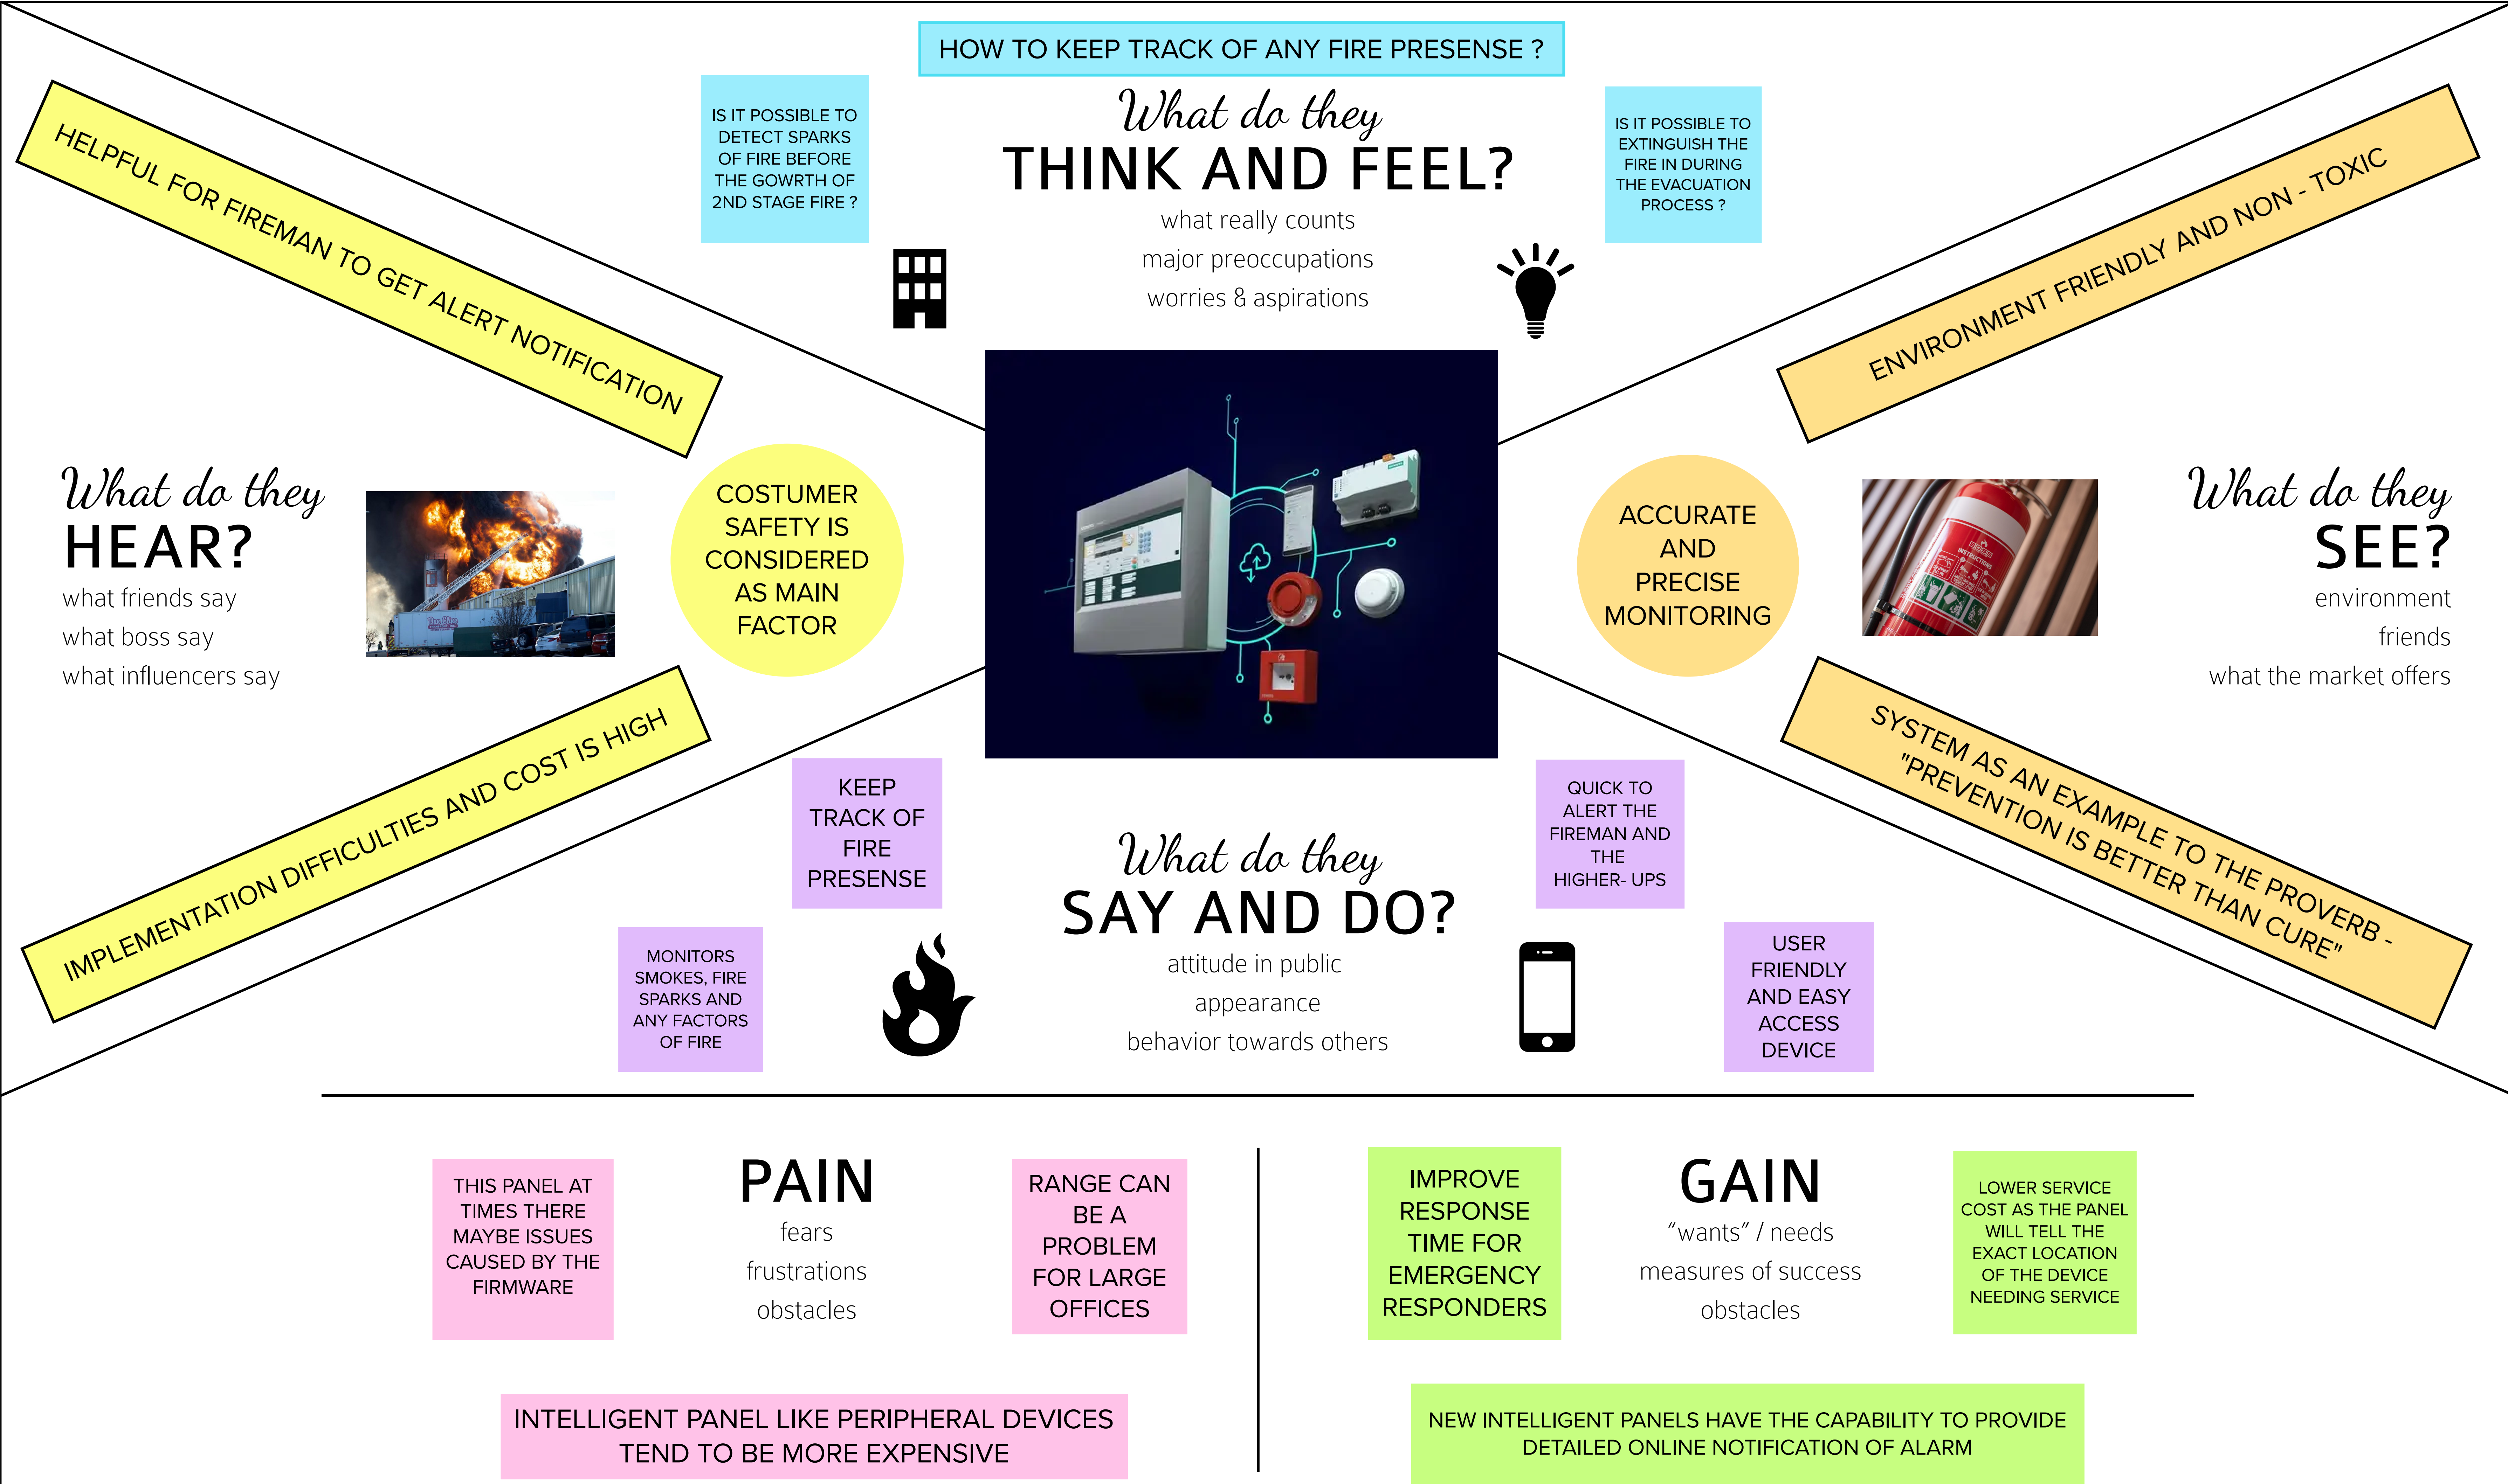 HOW TO KEEP TRACK OF ANY FIRE PRESENSE ?
IS IT POSSIBLE TO
DETECT SPARKS
OF FIRE BEFORE
THE GOWRTH OF
2ND STAGE FIRE ?
What do they
THINK AND FEEL?
what really counts
major preoccupations
worries & aspirations
IS IT POSSIBLE TO
EXTINGUISH THE
FIRE IN DURING
THE EVACUATION
PROCESS ?
HELPFUL FOR FIREMAN TO GET ALERT NOTIFICATION
What do they
HEAR?
what friends say
what boss say
what influencers say
COSTUMER
SAFETY IS
CONSIDERED
AS MAIN
FACTOR
IMPLEMENTATION DIFFICULTIES AND COST IS HIGH
ENVIRONMENT FRIENDLY AND NON - TOXIC
ACCURATE
AND
PRECISE
MONITORING
INSTRUCTIONS
What do they
SEE?
environment
friends
what the market offers
SYSTEM AS AN EXAMPLE TO THE PROVERB -
"PREVENTION IS BETTER THAN CURE"
KEEP
TRACK OF
FIRE
PRESENSE
MONITORS
SMOKES, FIRE
SPARKS AND
ANY FACTORS
OF FIRE
What do they
SAY AND DO?
attitude in public
appearance
behavior towards others
QUICK TO
ALERT THE
FIREMAN AND
THE
HIGHER- UPS
USER
FRIENDLY
AND EASY
ACCESS
DEVICE
THIS PANEL AT
TIMES THERE
MAYBE ISSUES
CAUSED BY THE
FIRMWARE
PAIN
fears
frustrations
obstacles
RANGE CAN
BE A
PROBLEM
FOR LARGE
OFFICES
INTELLIGENT PANEL LIKE PERIPHERAL DEVICES
TEND TO BE MORE EXPENSIVE
IMPROVE
RESPONSE
TIME FOR
EMERGENCY
RESPONDERS
GAIN
“wants” / needs
measures of success
obstacles
LOWER SERVICE
COST AS THE PANEL
WILL TELL THE
EXACT LOCATION
OF THE DEVICE
NEEDING SERVICE
NEW INTELLIGENT PANELS HAVE THE CAPABILITY TO PROVIDE
DETAILED ONLINE NOTIFICATION OF ALARM